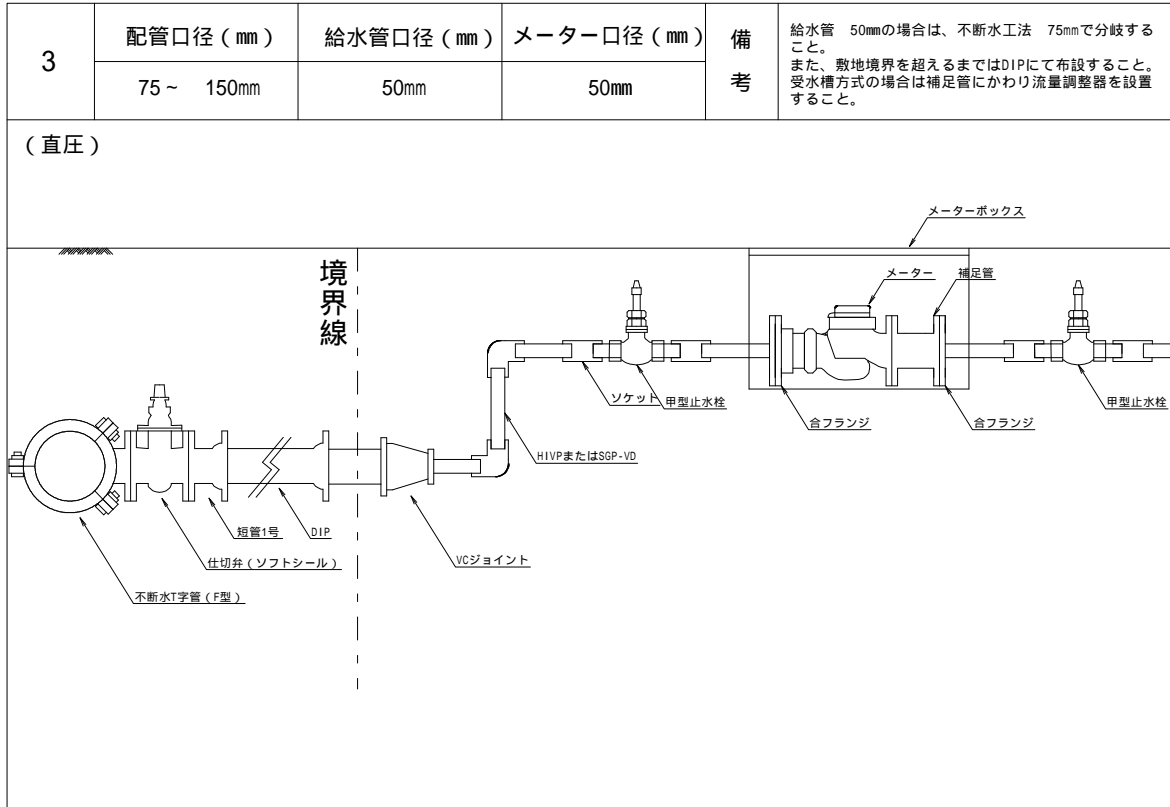 3
配管口径（mm）
給水管口径（mm）
メーター口径（mm）
備考
75～　150mm
50mm
50mm
給水管　50mmの場合は、不断水工法　75mmで分岐する
こと。
また、敷地境界を超えるまではDIPにて布設すること。
受水槽方式の場合は補足管にかわり流量調整器を設置
すること。
（直圧）
メーターボックス
境界線
メーター
補足管
ソケット
甲型止水栓
合フランジ
合フランジ
甲型止水栓
HIVPまたはSGP-VD
短管1号
DIP
仕切弁（ソフトシール）
VCジョイント
不断水T字管（F型）